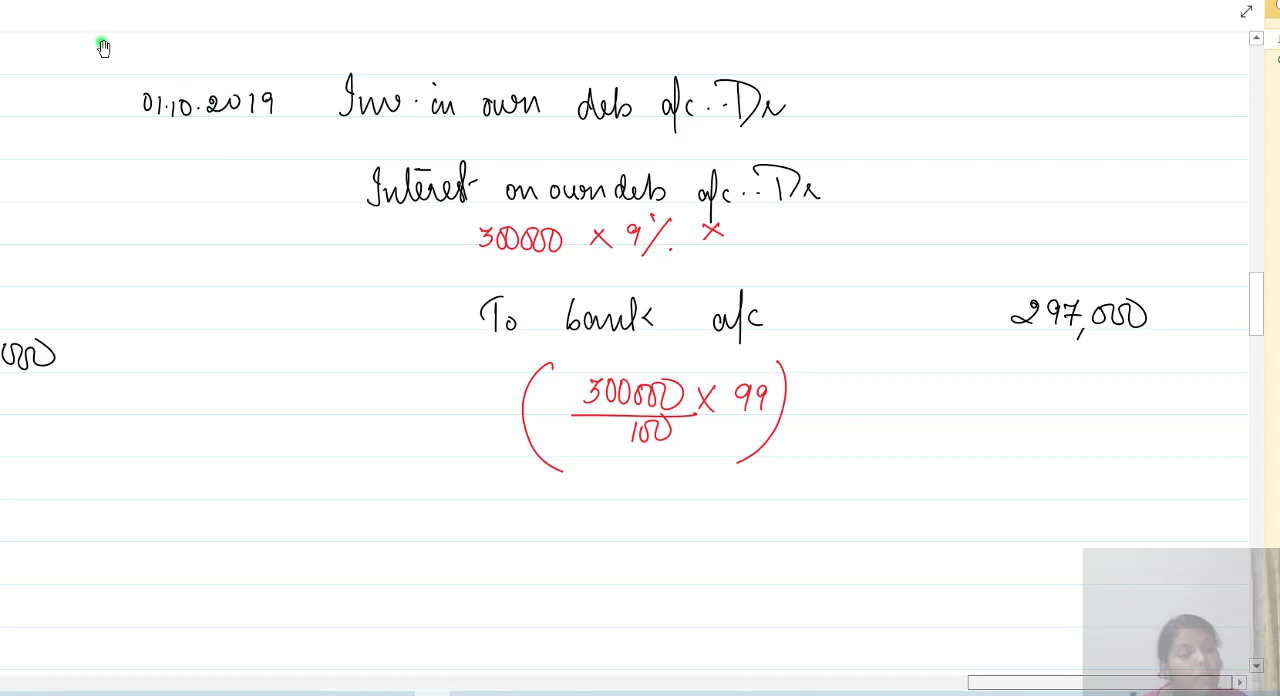 01.10.2019 Inv. in own deb a/c..Dr
Interest on own deb a/c..Dr
300000 × 9% ×
To bank a/c 297,000
000
(300000/100 × 99)